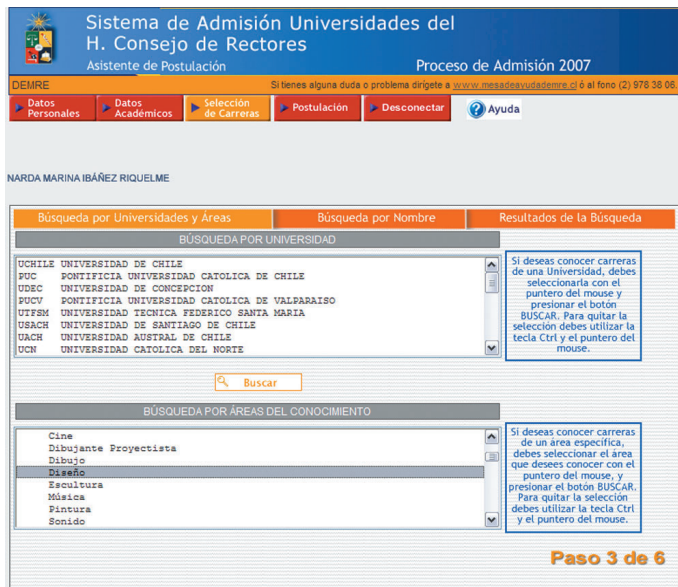 Sistema de Admisión Universidades del
H. Consejo de Rectores
Asistente de Postulación
Proceso de Admisión 2007
DEMRE
Si tienes alguna duda o problema dirígete a www.mesadeayudademre.cl ó al fono (2) 978 38 06.
Datos
Personales
Datos
Académicos
Selección
de Carreras
Postulación
Desconectar
Ayuda
NARDA MARINA IBÁÑEZ RIQUELME
Búsqueda por Universidades y Áreas
Búsqueda por Nombre
Resultados de la Búsqueda
BÚSQUEDA POR UNIVERSIDAD
UCHILE UNIVERSIDAD DE CHILE
PUC PONTIFICIA UNIVERSIDAD CATOLICA DE CHILE
UDEC UNIVERSIDAD DE CONCEPCION
PUCV PONTIFICIA UNIVERSIDAD CATOLICA DE VALPARAISO
UTFSM UNIVERSIDAD TECNICA FEDERICO SANTA MARIA
USACH UNIVERSIDAD DE SANTIAGO DE CHILE
UACH UNIVERSIDAD AUSTRAL DE CHILE
UCN UNIVERSIDAD CATOLICA DEL NORTE
Si deseas conocer carreras
de una Universidad, debes
seleccionarla con el
puntero del mouse y
presionar el botón
BUSCAR. Para quitar la
selección debes utilizar la
tecla Ctrl y el puntero del
mouse.
Buscar
BÚSQUEDA POR ÁREAS DEL CONOCIMIENTO
Cine
Dibujante Proyectista
Dibujo
Diseño
Escultura
Música
Pintura
Sonido
Si deseas conocer carreras
de un área específica,
debes seleccionar el área
que desees conocer con el
puntero del mouse, y
presionar el botón BUSCAR.
Para quitar la selección
debes utilizar la tecla Ctrl
y el puntero del mouse.
Paso 3 de 6